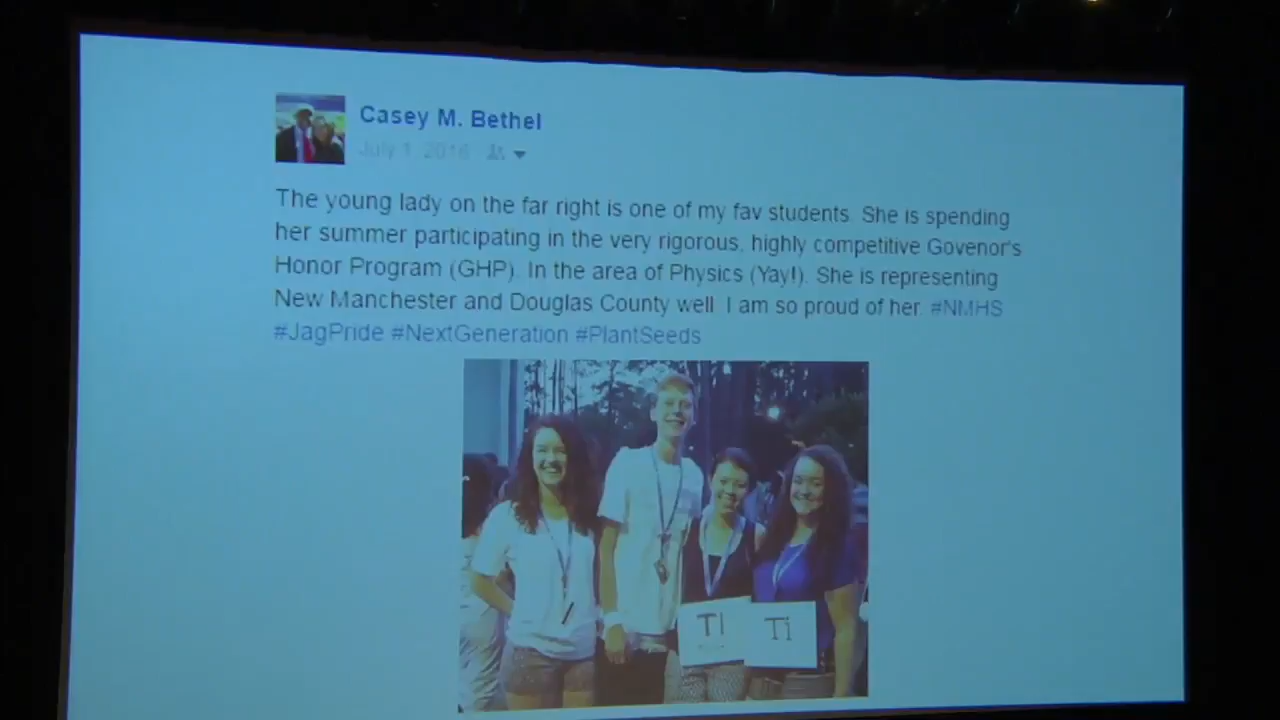 Casey M. Bethel
July 1, 2016
The young lady on the far right is one of my fav students. She is spending
her summer participating in the very rigorous, highly competitive Govenor's
Honor Program (GHP). In the area of Physics (Yay!). She is representing
New Manchester and Douglas County well. I am so proud of her. #NMHS
#JagPride #NextGeneration #PlantSeeds
Ti Ti